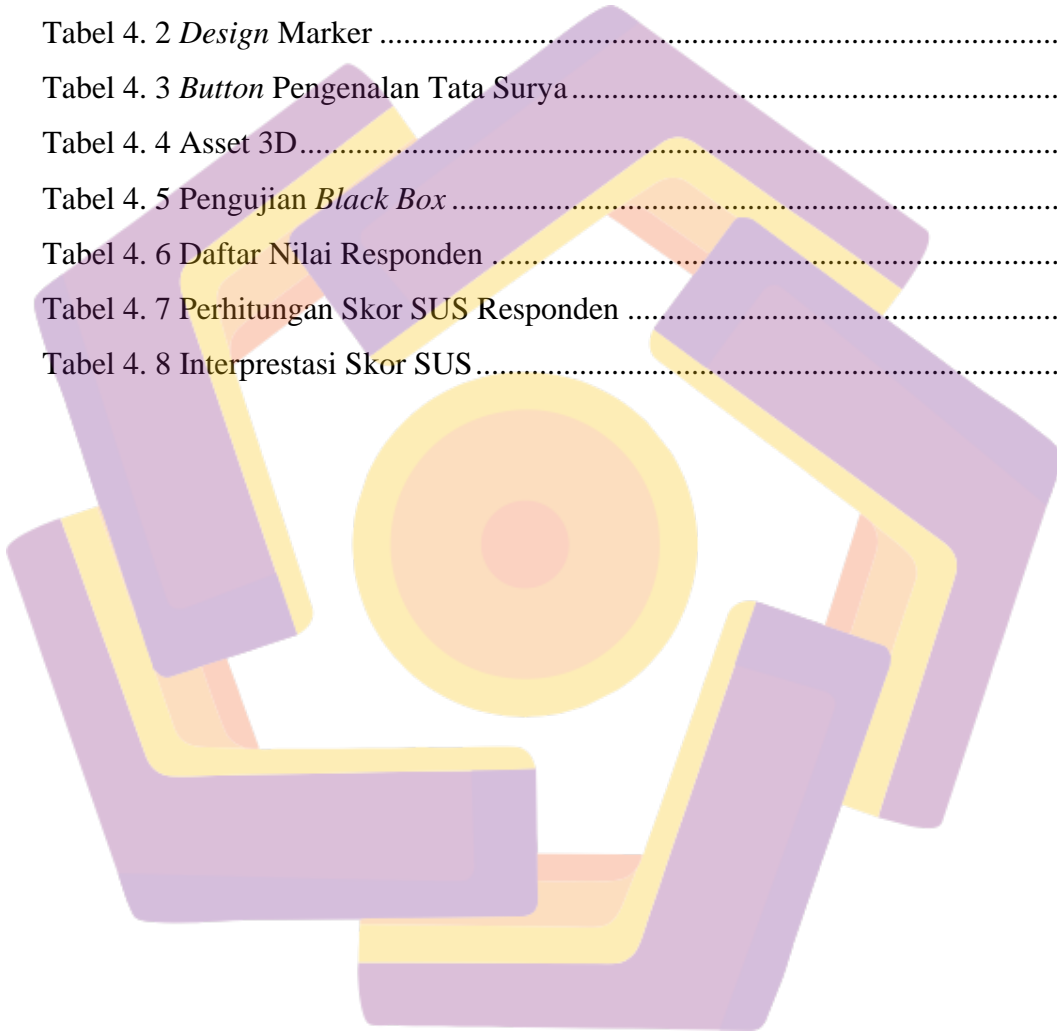 Tabel 4. 2 Design Marker ........................................................................................
Tabel 4. 3 Button Pengenalan Tata Surya ................................................................
Tabel 4. 4 Asset 3D..................................................................................................
Tabel 4. 5 Pengujian Black Box ...............................................................................
Tabel 4. 6 Daftar Nilai Responden ..........................................................................
Tabel 4. 7 Perhitungan Skor SUS Responden .........................................................
Tabel 4. 8 Interprestasi Skor SUS............................................................................